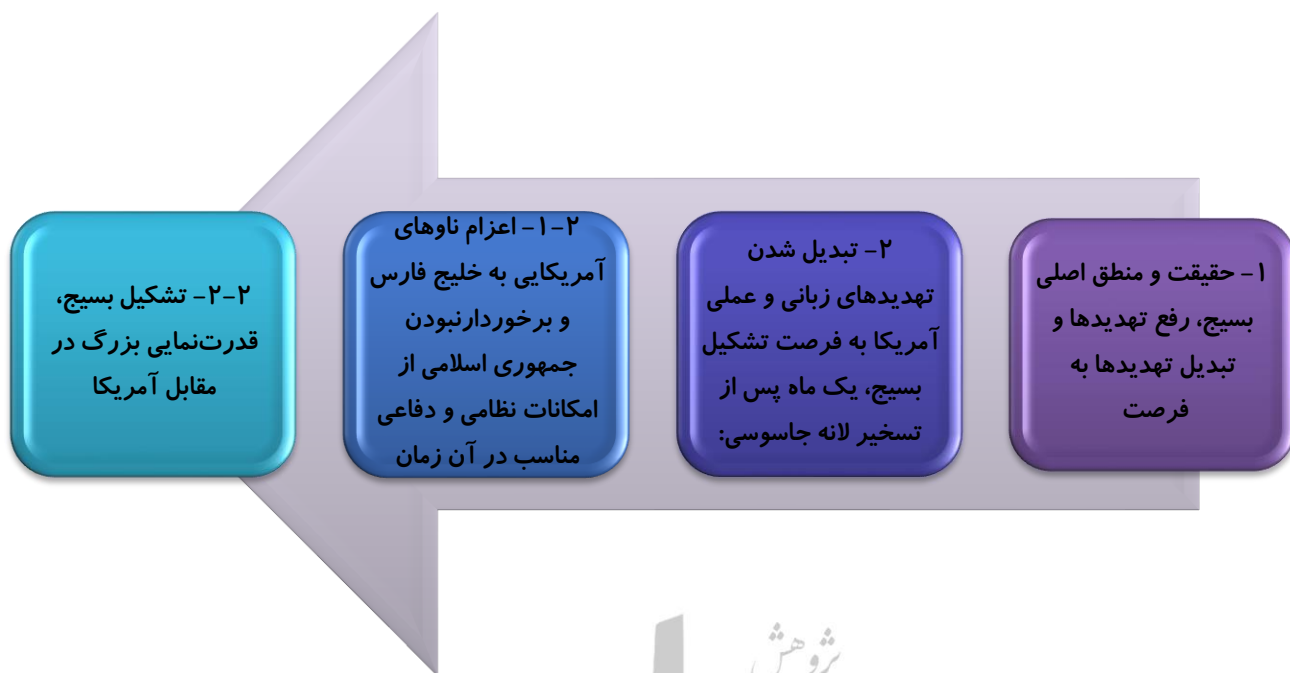 ۱- حقیقت و منطق اصلی
بسیج، رفع تهدیدها و
تبدیل تهدیدها به
فرصت
۲- تبدیل شدن
تهدیدهای زبانی و عملی
آمریکا به فرصت تشکیل
بسیج، یک ماه پس از
تسخیر لانه جاسوسی:
۲-۱- اعزام ناوهای
آمریکایی به خلیج فارس
و برخوردارنبودن
جمهوری اسلامی از
امکانات نظامی و دفاعی
مناسب در آن زمان
۲-۲- تشکیل بسیج،
قدرت‌نمایی بزرگ در
مقابل آمریکا
پژوهش